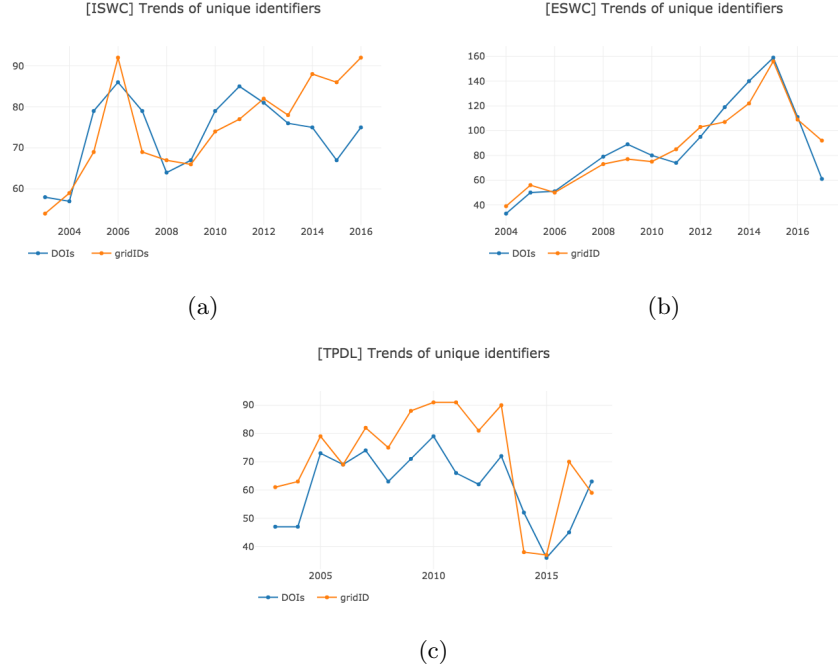 [ISWC] Trends of unique identifiers
90
80
70
60
2004 2006 2008 2010 2012 2014 2016
DOIs gridIDs
(a)
[ESWC] Trends of unique identifiers
160
140
120
100
80
60
40
2004 2006 2008 2010 2012 2014 2016
DOIs gridID
(b)
[TPDL] Trends of unique identifiers
90
80
70
60
50
40
2005 2010 2015
DOIs gridID
(c)